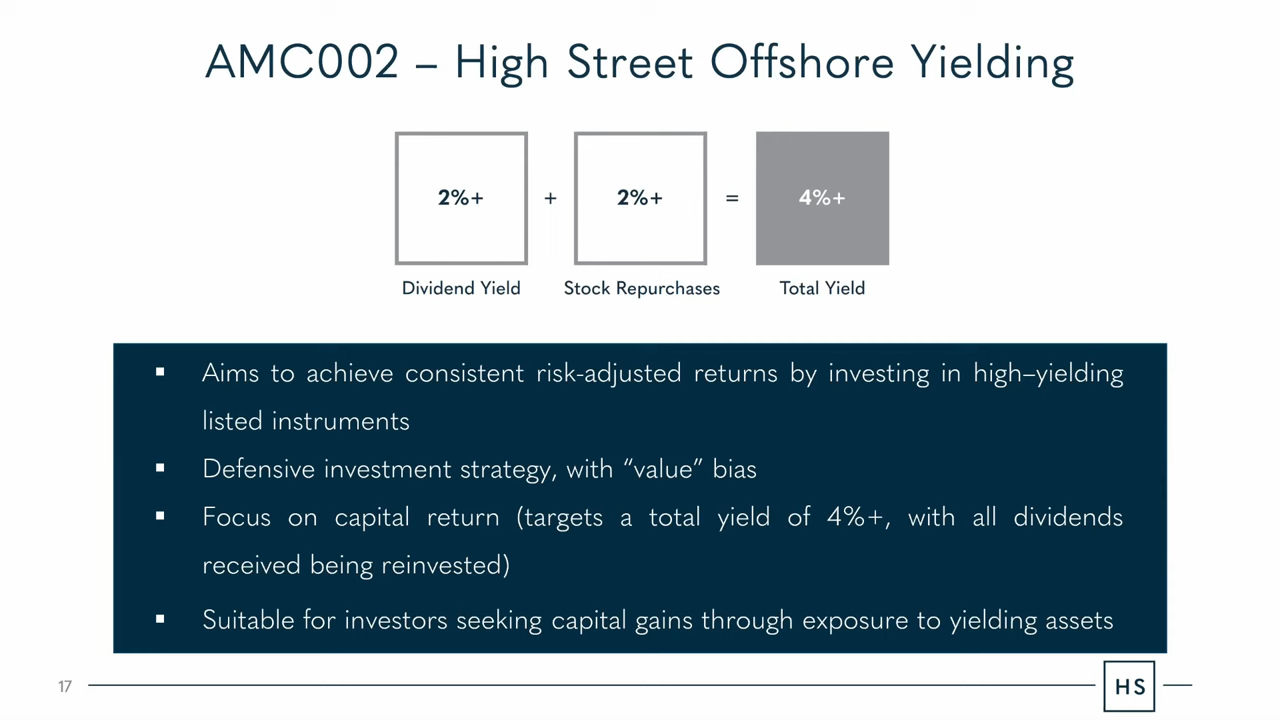 AMC002 – High Street Offshore Yielding
2%+ + 2%+ = 4%+
Dividend Yield Stock Repurchases Total Yield
▪ Aims to achieve consistent risk-adjusted returns by investing in high–yielding
listed instruments
▪ Defensive investment strategy, with “value” bias
▪ Focus on capital return (targets a total yield of 4%+, with all dividends
received being reinvested)
▪ Suitable for investors seeking capital gains through exposure to yielding assets
17
HS